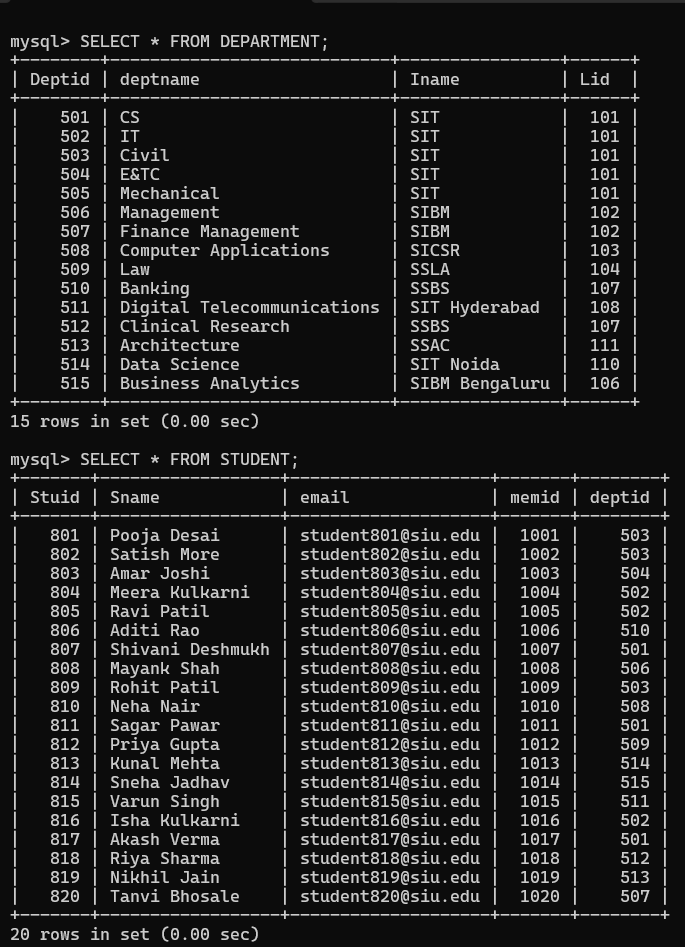 mysql> SELECT * FROM DEPARTMENT;
+--------+----------------------------+----------------+------+
| Deptid | deptname                   | Iname          | Lid  |
+--------+----------------------------+----------------+------+
|    501 | CS                         | SIT            |  101 |
|    502 | IT                         | SIT            |  101 |
|    503 | Civil                      | SIT            |  101 |
|    504 | E&TC                       | SIT            |  101 |
|    505 | Mechanical                 | SIT            |  101 |
|    506 | Management                 | SIBM           |  102 |
|    507 | Finance Management         | SIBM           |  102 |
|    508 | Computer Applications      | SICSR          |  103 |
|    509 | Law                        | SSLA           |  104 |
|    510 | Banking                    | SSBS           |  107 |
|    511 | Digital Telecommunications | SIT Hyderabad  |  108 |
|    512 | Clinical Research          | SSBS           |  107 |
|    513 | Architecture               | SSAC           |  111 |
|    514 | Data Science               | SIT Noida      |  110 |
|    515 | Business Analytics         | SIBM Bengaluru |  106 |
+--------+----------------------------+----------------+------+
15 rows in set (0.00 sec)

mysql> SELECT * FROM STUDENT;
+-------+-----------------+--------------------+-------+--------+
| Stuid | Sname           | email              | memid | deptid |
+-------+-----------------+--------------------+-------+--------+
|   801 | Pooja Desai     | student801@siu.edu |  1001 |    503 |
|   802 | Satish More     | student802@siu.edu |  1002 |    503 |
|   803 | Amar Joshi      | student803@siu.edu |  1003 |    504 |
|   804 | Meera Kulkarni  | student804@siu.edu |  1004 |    502 |
|   805 | Ravi Patil      | student805@siu.edu |  1005 |    502 |
|   806 | Aditi Rao       | student806@siu.edu |  1006 |    510 |
|   807 | Shivani Deshmukh | student807@siu.edu |  1007 |    501 |
|   808 | Mayank Shah     | student808@siu.edu |  1008 |    506 |
|   809 | Rohit Patil     | student809@siu.edu |  1009 |    503 |
|   810 | Neha Nair       | student810@siu.edu |  1010 |    508 |
|   811 | Sagar Pawar     | student811@siu.edu |  1011 |    501 |
|   812 | Priya Gupta     | student812@siu.edu |  1012 |    509 |
|   813 | Kunal Mehta     | student813@siu.edu |  1013 |    514 |
|   814 | Sneha Jadhav    | student814@siu.edu |  1014 |    515 |
|   815 | Varun Singh     | student815@siu.edu |  1015 |    511 |
|   816 | Isha Kulkarni   | student816@siu.edu |  1016 |    502 |
|   817 | Akash Verma     | student817@siu.edu |  1017 |    501 |
|   818 | Riya Sharma     | student818@siu.edu |  1018 |    512 |
|   819 | Nikhil Jain     | student819@siu.edu |  1019 |    513 |
|   820 | Tanvi Bhosale   | student820@siu.edu |  1020 |    507 |
+-------+-----------------+--------------------+-------+--------+
20 rows in set (0.00 sec)